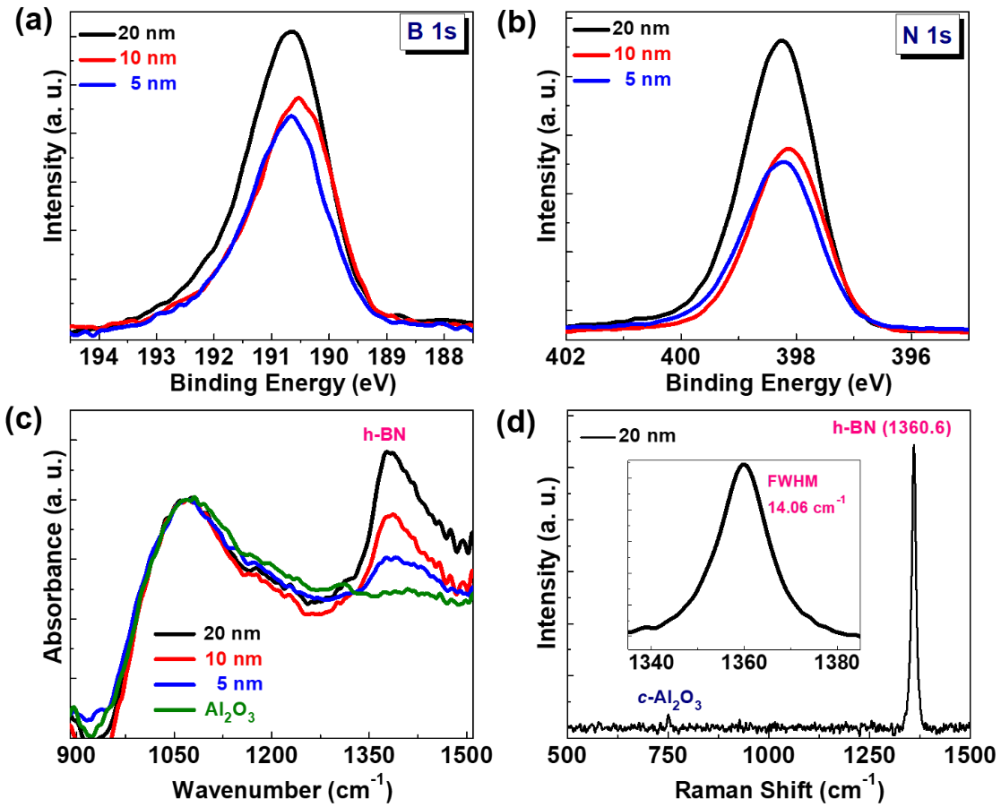 (a)
20 nm
10 nm
5 nm
B 1s
Intensity (a. u.)
194 193 192 191 190 189 188
Binding Energy (eV)
(b)
20 nm
10 nm
5 nm
N 1s
Intensity (a. u.)
402 400 398 396
Binding Energy (eV)
(c)
h-BN
Absorbance (a. u.)
20 nm
10 nm
5 nm
Al₂O₃
900 1050 1200 1350 1500
Wavenumber (cm⁻¹)
(d)
20 nm
h-BN (1360.6)
FWHM
14.06 cm⁻¹
1340 1360 1380
Intensity (a. u.)
c-Al₂O₃
500 750 1000 1250 1500
Raman Shift (cm⁻¹)